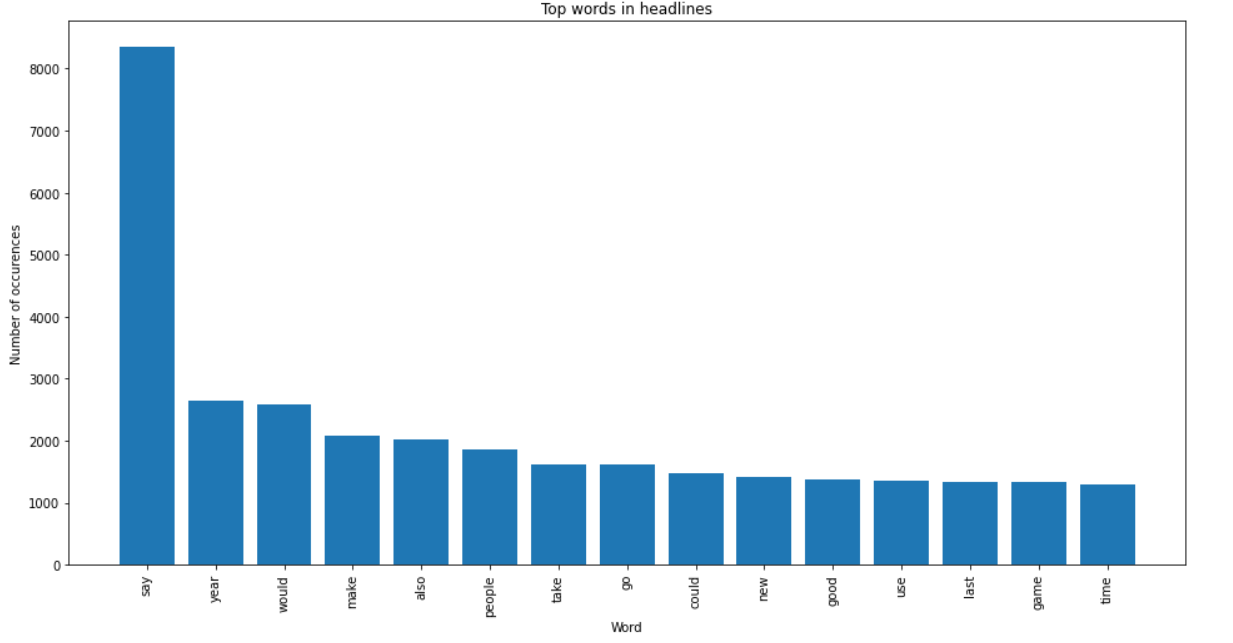 Top words in headlines
Number of occurences
8000
7000
6000
5000
4000
3000
2000
1000
0
say
year
would
make
also
people
take
go
could
new
good
use
last
game
time
Word